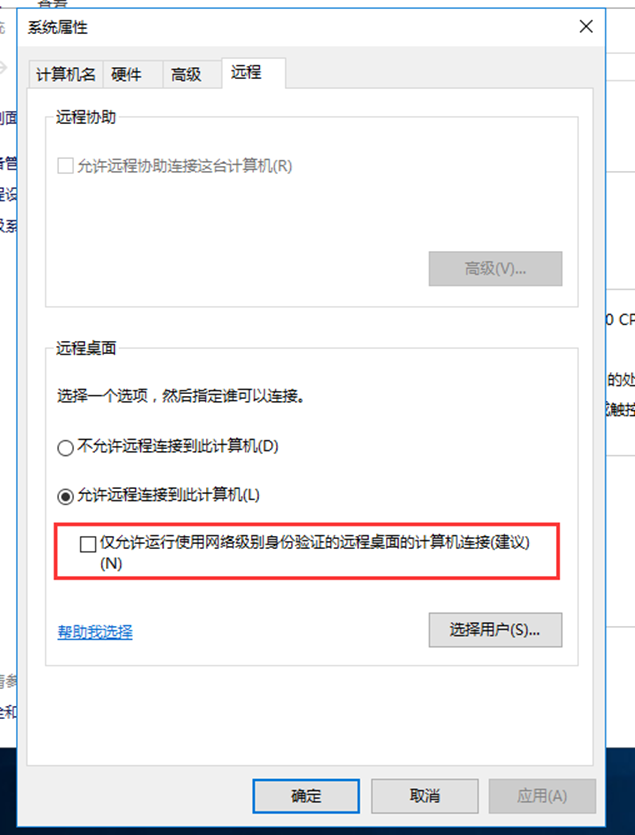 系统属性
计算机名
硬件
高级
远程
远程协助
允许远程协助连接这台计算机(R)
高级(V)...
远程桌面
选择一个选项，然后指定谁可以连接。
不允许远程连接到此计算机(D)
允许远程连接到此计算机(L)
仅允许运行使用网络级别身份验证的远程桌面的计算机连接(建议)
(N)
帮助我选择
选择用户(S)...
确定
取消
应用(A)
0 CP
的处
触控